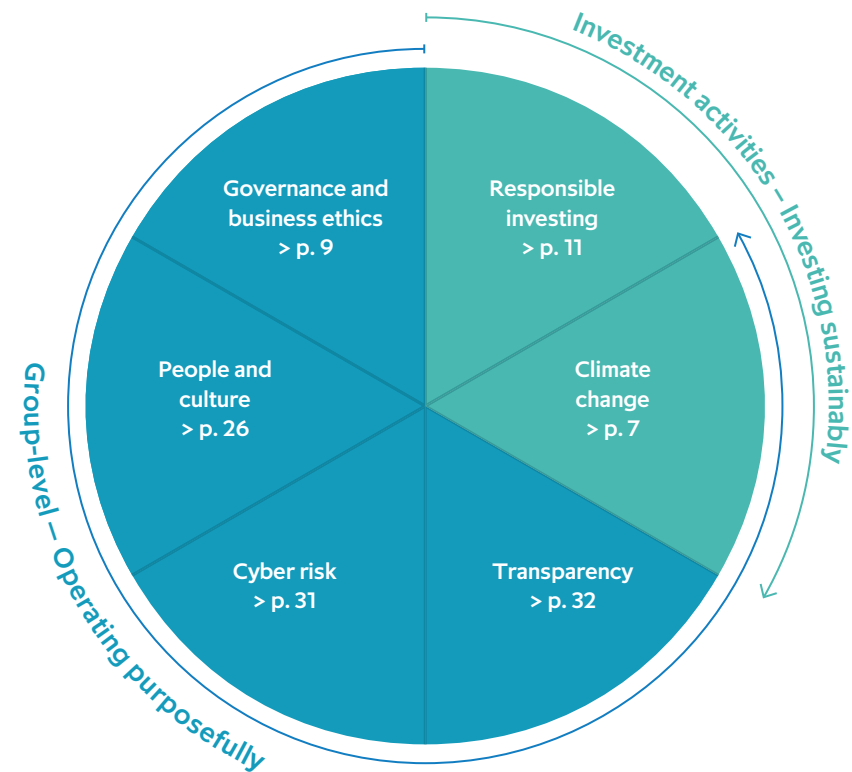 Investment activities – Investing sustainably
Governance and
business ethics
> p. 9
Responsible
investing
> p. 11
People and
culture
> p. 26
Climate
change
> p. 7
Cyber risk
> p. 31
Transparency
> p. 32
Group-level — Operating purposefully